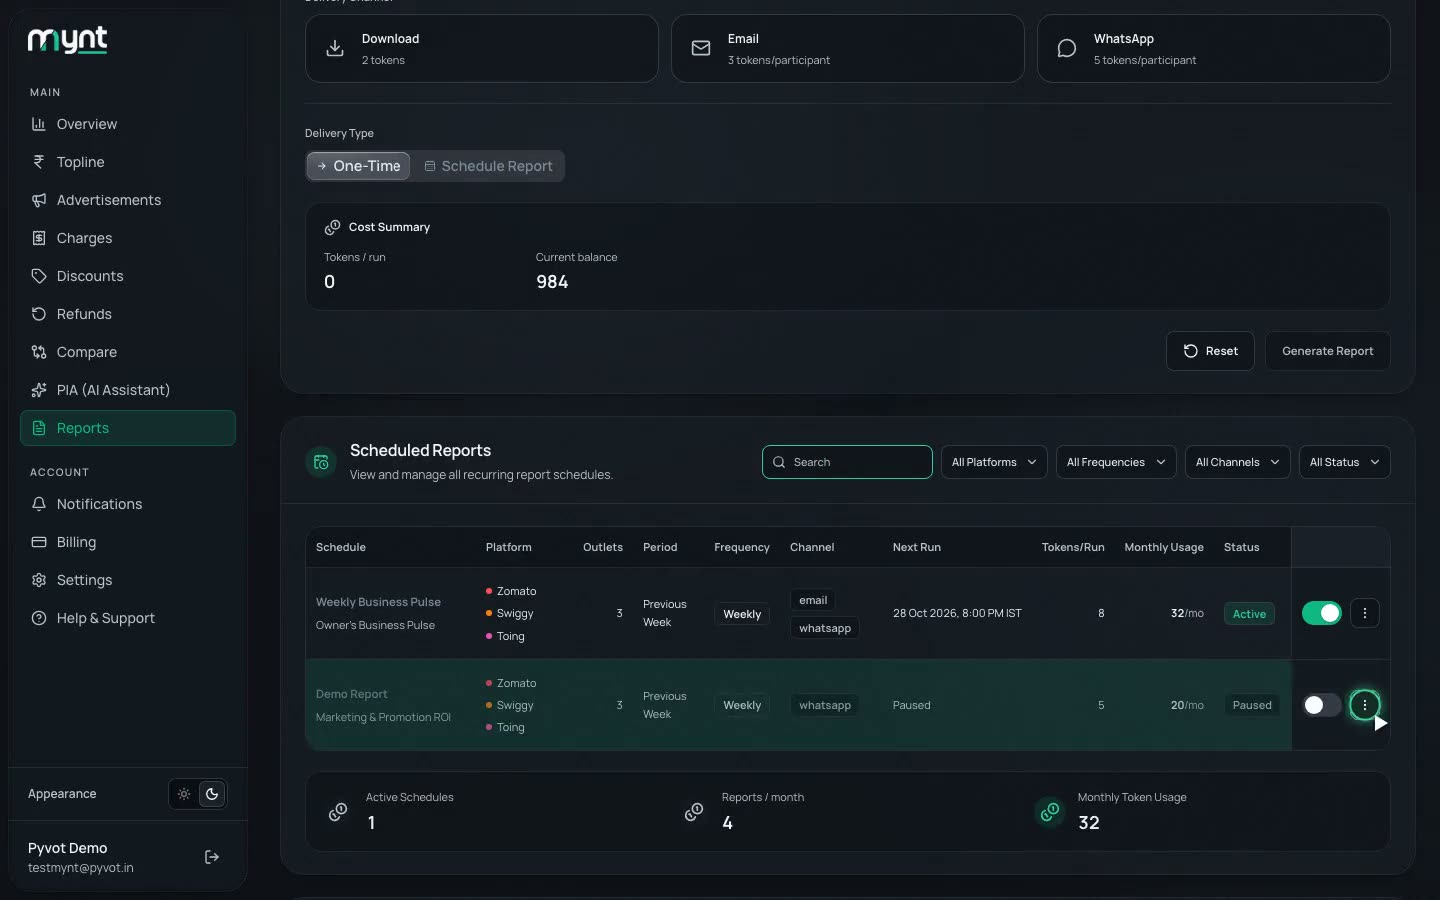 mynt
MAIN
Overview
Topline
Advertisements
Charges
Discounts
Refunds
Compare
PIA (AI Assistant)
Reports
ACCOUNT
Notifications
Billing
Settings
Help & Support
Appearance
Pyvot Demo
testmynt@pyvot.in
Delivery Channel
Download
2 tokens
Email
3 tokens/participant
WhatsApp
5 tokens/participant
Delivery Type
One-Time
Schedule Report
Cost Summary
Tokens / run
0
Current balance
984
Reset
Generate Report
Scheduled Reports
View and manage all recurring report schedules.
Search
All Platforms
All Frequencies
All Channels
All Status
Schedule Platform Outlets Period Frequency Channel Next Run Tokens/Run Monthly Usage Status
Weekly Business Pulse
Owner's Business Pulse
Zomato
Swiggy
Toing
3
Previous
Week
Weekly
email
whatsapp
28 Oct 2026, 8:00 PM IST
8
32/mo
Active
Demo Report
Marketing & Promotion ROI
Zomato
Swiggy
Toing
3
Previous
Week
Weekly
whatsapp
Paused
5
20/mo
Paused
Active Schedules
1
Reports / month
4
Monthly Token Usage
32